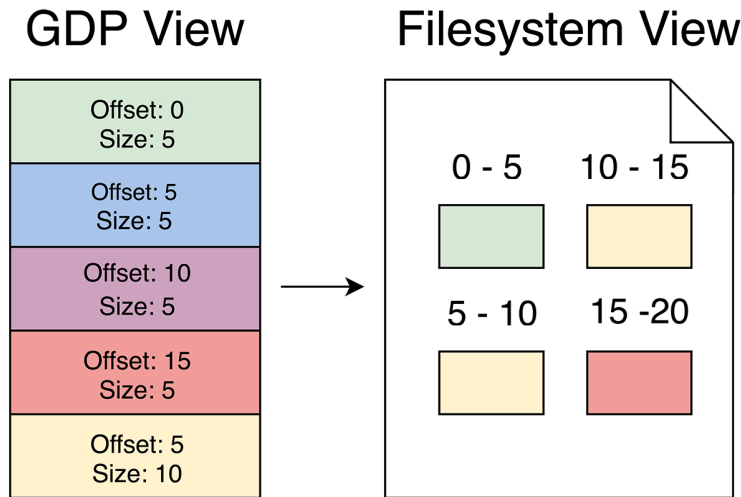 GDP View
Offset: 0
Size: 5
Offset: 5
Size: 5
Offset: 10
Size: 5
Offset: 15
Size: 5
Offset: 5
Size: 10
Filesystem View
0 - 5
10 - 15
5 - 10
15 -20